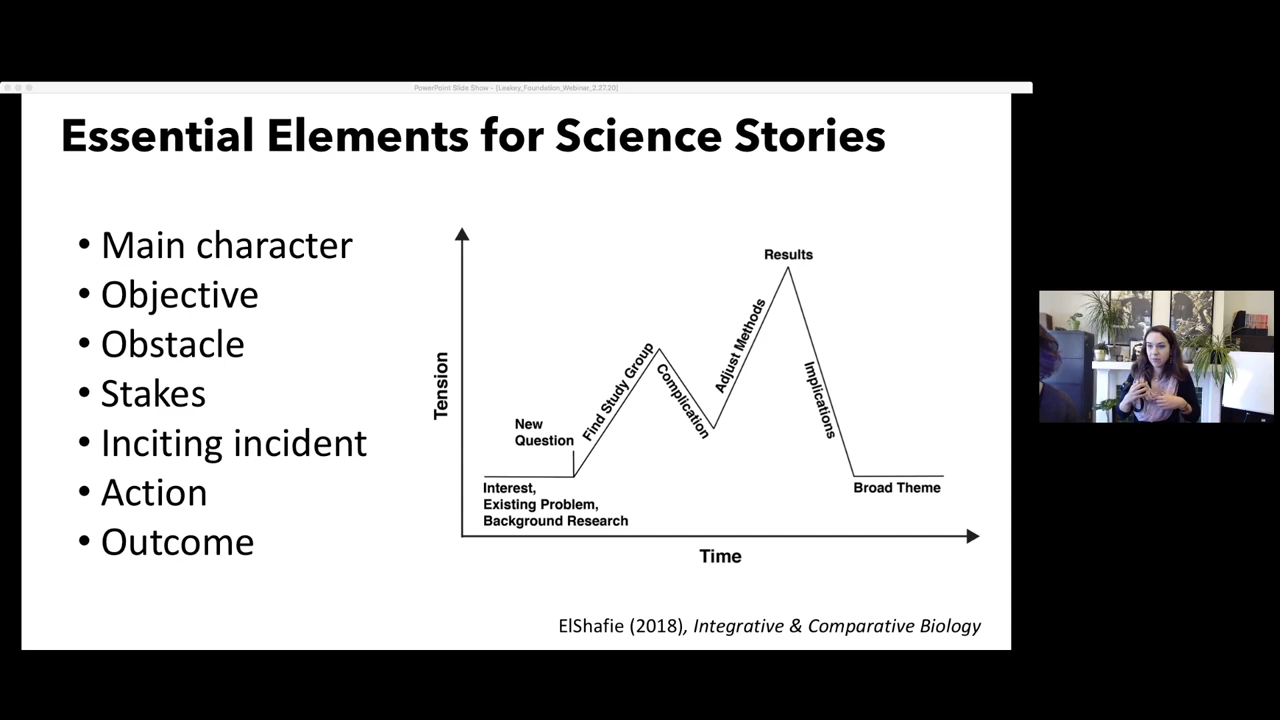 PowerPoint Slide Show - [Leakey_Foundation_Webinar_2.27.20]
Essential Elements for Science Stories
• Main character
• Objective
• Obstacle
• Stakes
• Inciting incident
• Action
• Outcome
Tension
Results
Adjust Methods
Find Study Group
Complication
Implications
New
Question
Interest,
Existing Problem,
Background Research
Broad Theme
Time
ElShafie (2018), Integrative & Comparative Biology